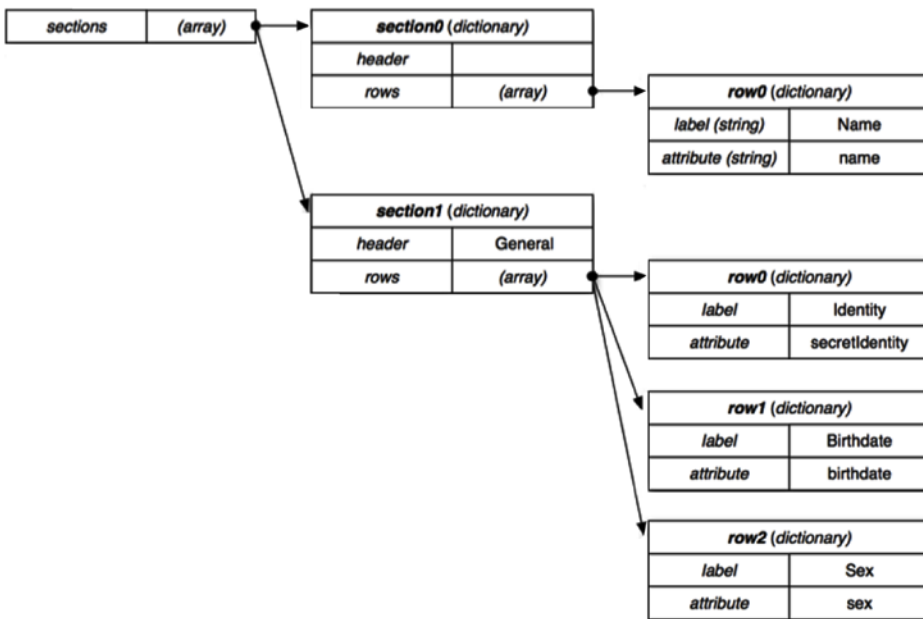 sections (array)
section0 (dictionary)
header
rows (array)
row0 (dictionary)
label (string) Name
attribute (string) name
section1 (dictionary)
header General
rows (array)
row0 (dictionary)
label Identity
attribute secretIdentity
row1 (dictionary)
label Birthdate
attribute birthdate
row2 (dictionary)
label Sex
attribute sex